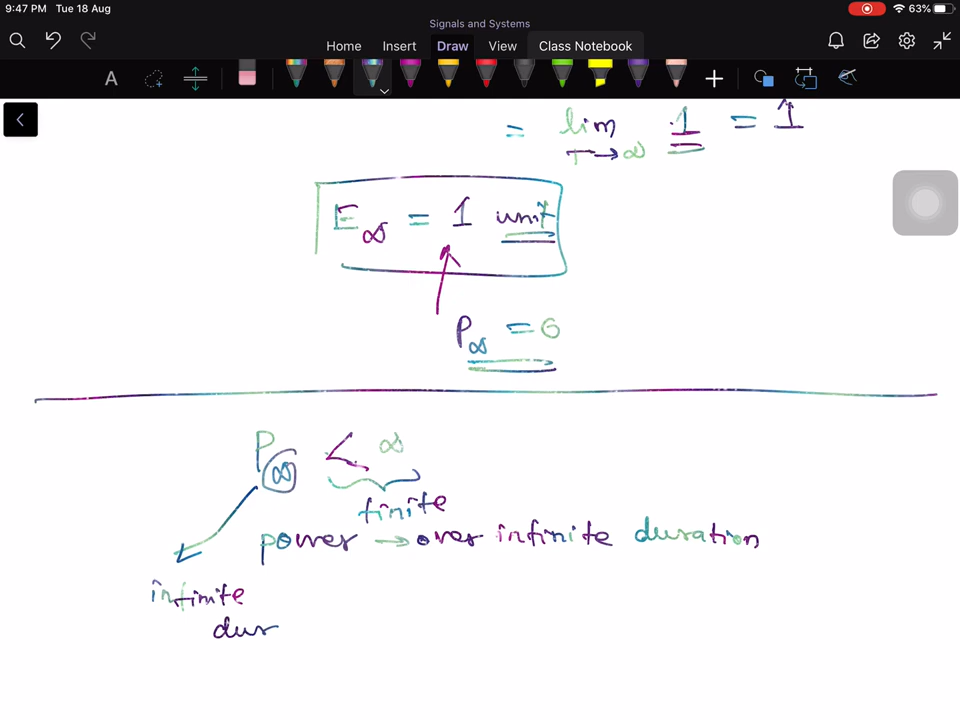 9:47 PM Tue 18 Aug
63%
Signals and Systems
Home Insert Draw View Class Notebook
A
= lim T→∞ 1 = 1
E∞ = 1 unit
P∞ = 0
P∞ < ∞
finite
power → over infinite duration
infinite
dur